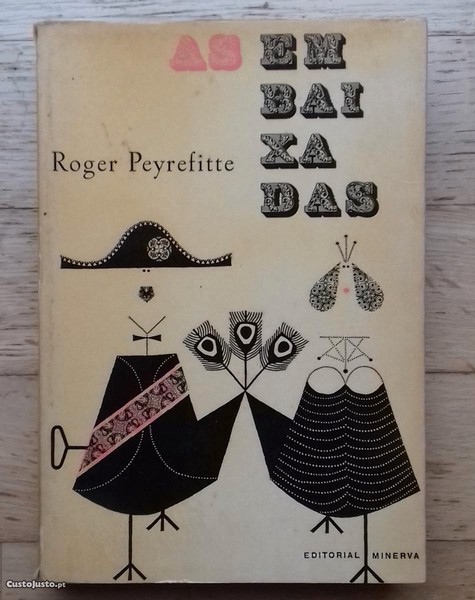 AS EM
BAI
XA
DAS
Roger Peyrefitte
EDITORIAL MINERVA
CustoJusto.pt